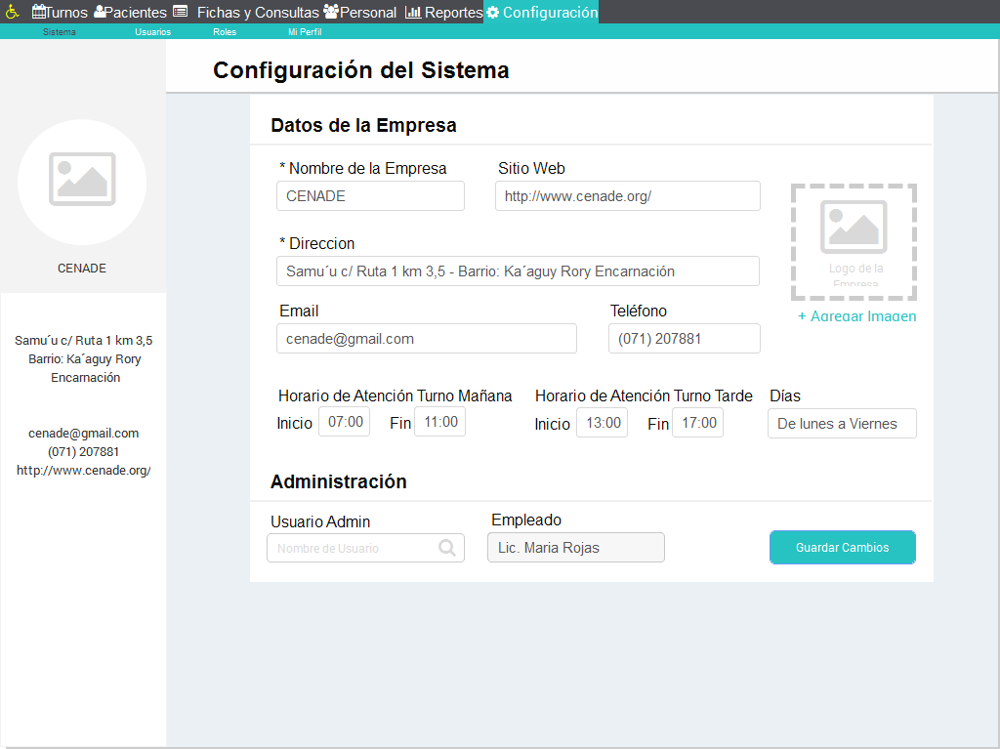 Turnos Pacientes Fichas y Consultas Personal Reportes Configuración
Sistema Usuarios Roles Mi Perfil
Configuración del Sistema
CENADE
Samu´u c/ Ruta 1 km 3,5
Barrio: Ka´aguy Rory
Encarnación
cenade@gmail.com
(071) 207881
http://www.cenade.org/
Datos de la Empresa
* Nombre de la Empresa Sitio Web
CENADE http://www.cenade.org/
* Direccion
Samu´u c/ Ruta 1 km 3,5 - Barrio: Ka´aguy Rory Encarnación
Logo de la
Empresa
+ Agregar Imagen
Email Teléfono
cenade@gmail.com (071) 207881
Horario de Atención Turno Mañana Horario de Atención Turno Tarde Días
Inicio 07:00 Fin 11:00 Inicio 13:00 Fin 17:00 De lunes a Viernes
Administración
Usuario Admin Empleado
Nombre de Usuario Lic. Maria Rojas Guardar Cambios